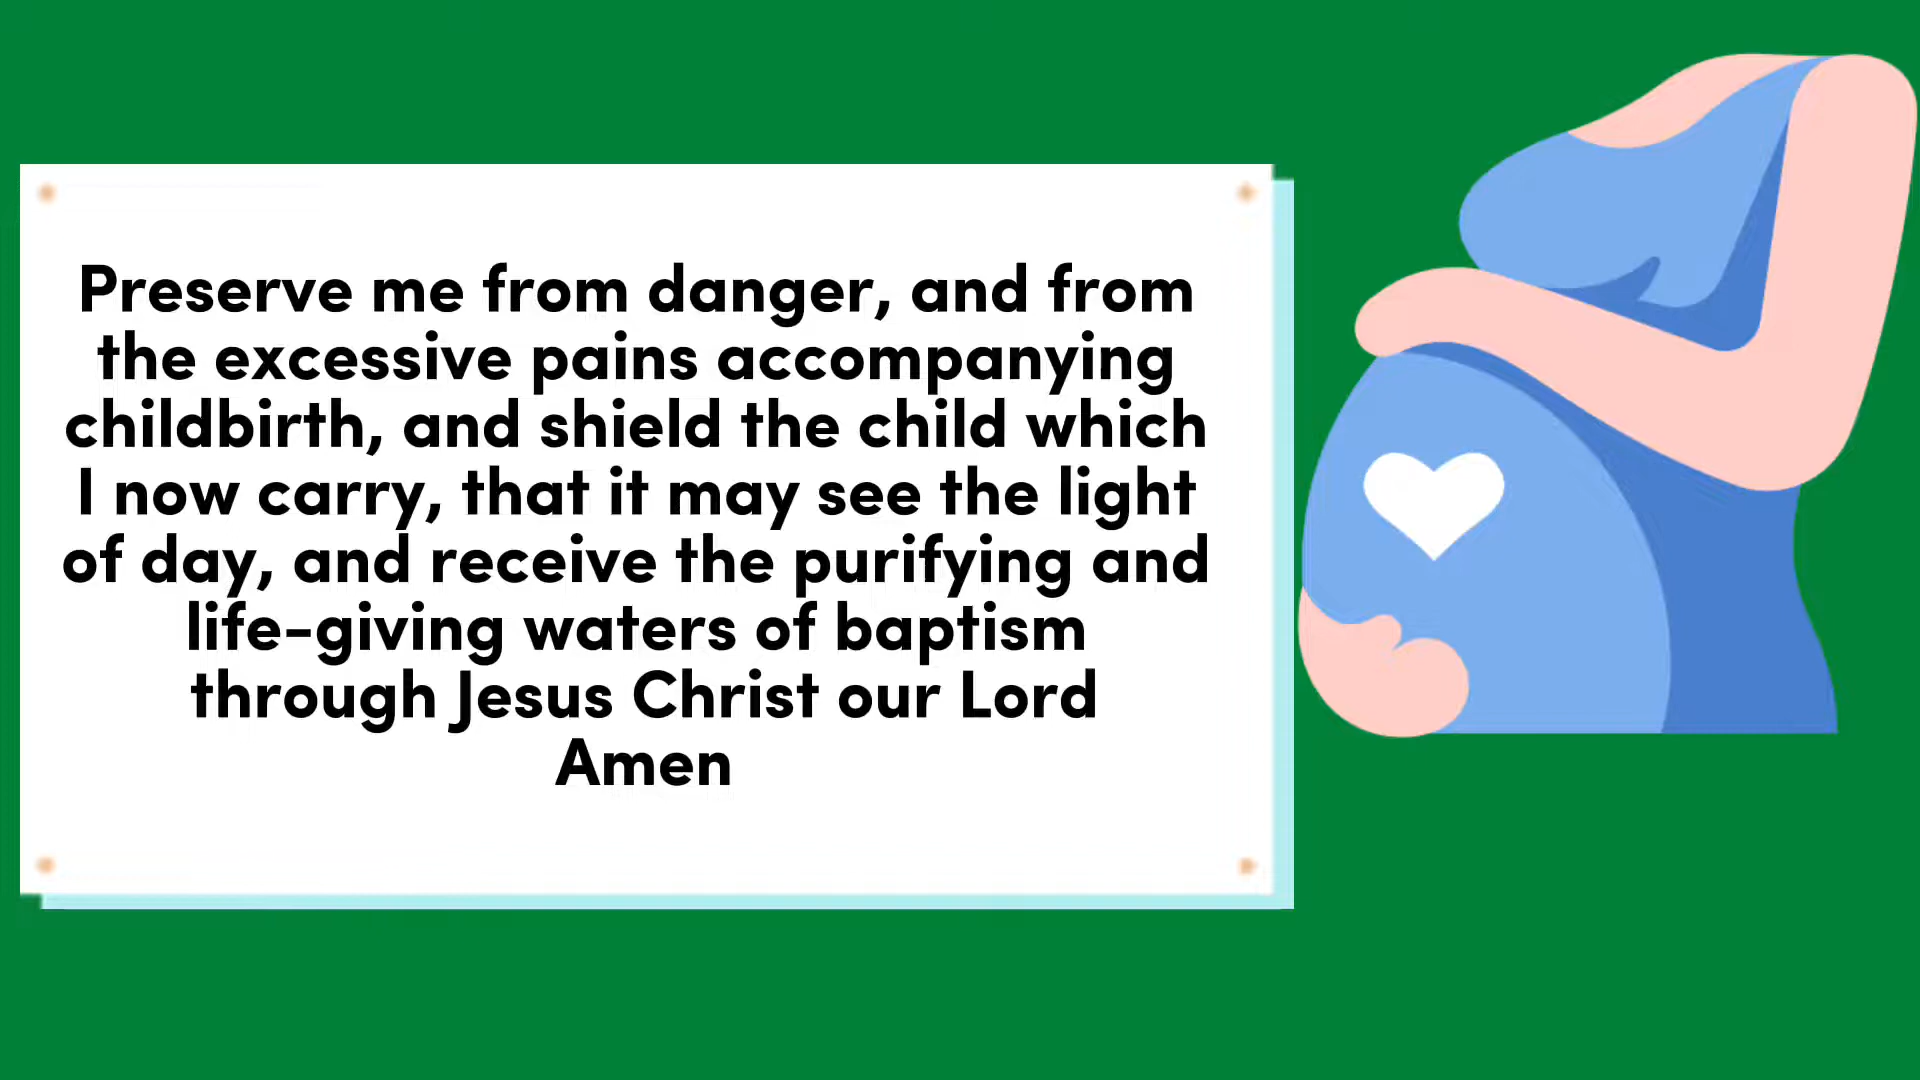 Preserve me from danger, and from
the excessive pains accompanying
childbirth, and shield the child which
I now carry, that it may see the light
of day, and receive the purifying and
life-giving waters of baptism
through Jesus Christ our Lord
Amen